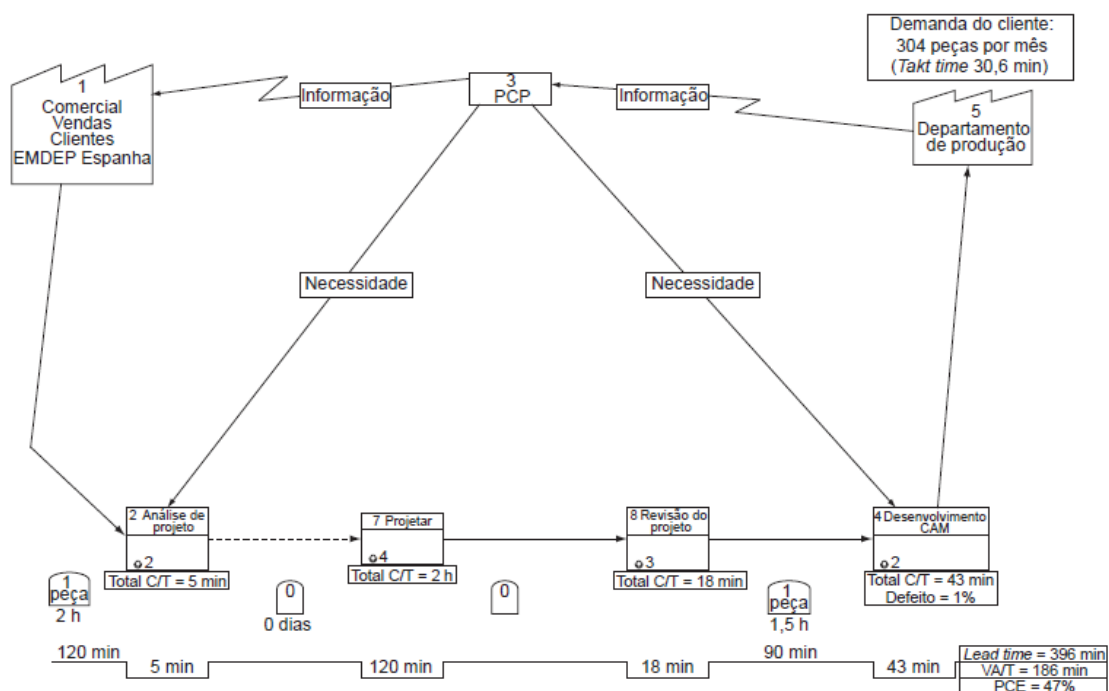 Demanda do cliente:
304 peças por mês
(Takt time 30,6 min)
1
Comercial
Vendas
Clientes
EMDEP Espanha
Informação
3
PCP
Informação
5
Departamento
de produção
Necessidade
Necessidade
2 Análise de
projeto
2
Total C/T = 5 min
7 Projetar
4
Total C/T = 2 h
8 Revisão do
projeto
3
Total C/T = 18 min
4 Desenvolvimento
CAM
2
Total C/T = 43 min
Defeito = 1%
1
peça
2 h
0
0 dias
0
1
peça
1,5 h
120 min
5 min
120 min
18 min
90 min
43 min
Lead time = 396 min
VA/T = 186 min
PCE = 47%